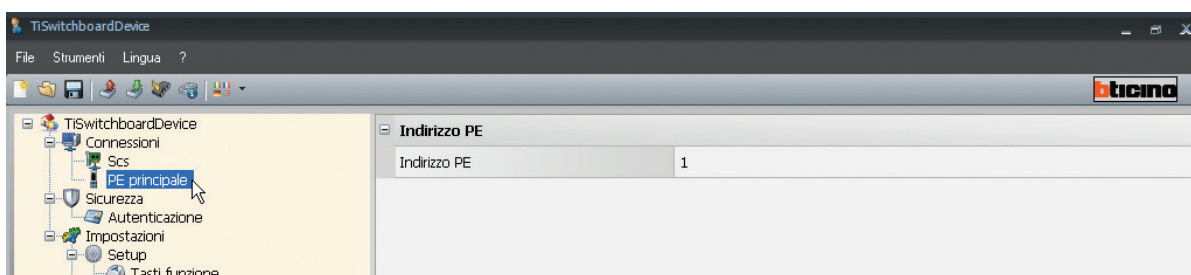 TiSwitchboardDevice
File Strumenti Lingua ?
bticino
TiSwitchboardDevice
Connessioni
Scs
PE principale
Sicurezza
Autenticazione
Impostazioni
Setup
Tasti funzione
Indirizzo PE
Indirizzo PE 1